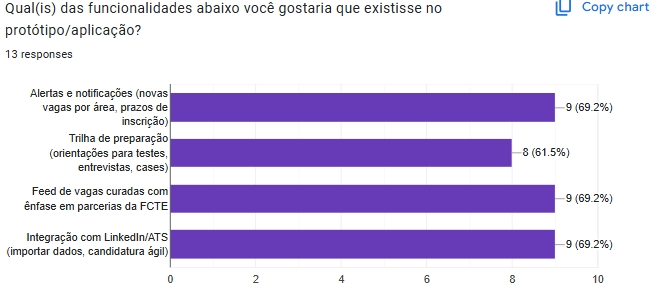 Qual(is) das funcionalidades abaixo você gostaria que existisse no
protótipo/aplicação?
Copy chart
13 responses
Alertas e notificações (novas
vagas por área, prazos de
inscrição)
9 (69.2%)
Trilha de preparação
(orientações para testes,
entrevistas, cases)
8 (61.5%)
Feed de vagas curadas com
ênfase em parcerias da FCTE
9 (69.2%)
Integração com LinkedIn/ATS
(importar dados, candidatura ágil)
9 (69.2%)
0 2 4 6 8 10